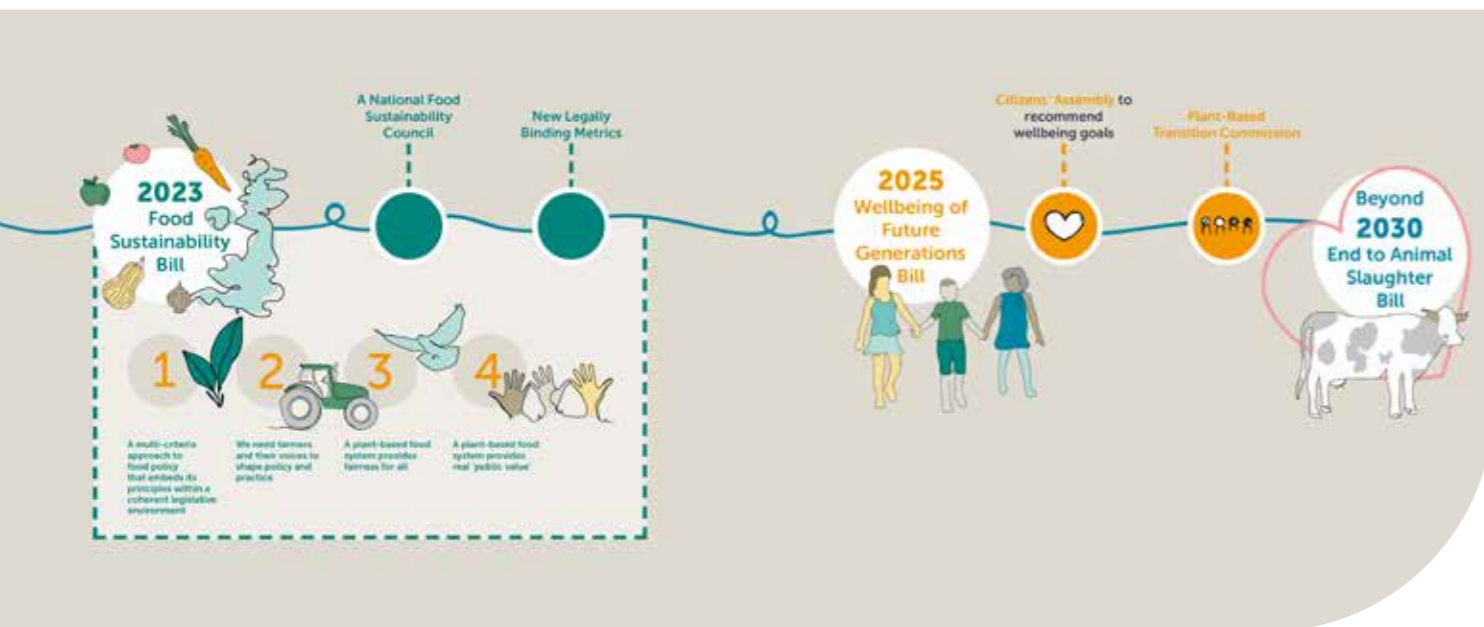 2023
Food
Sustainability
Bill
A National Food
Sustainability
Council
New Legally
Binding Metrics
1
A multi-criteria
approach to
food policy
that embeds its
principles within a
coherent legislative
environment
2
We need farmers
and their voices to
shape policy and
practice
3
A plant-based food
system provides
fairness for all
4
A plant-based food
system provides
real 'public value'
2025
Wellbeing of
Future
Generations
Bill
Citizens' Assembly to
recommend
wellbeing goals
Plant-Based
Transition Commission
Beyond
2030
End to Animal
Slaughter
Bill